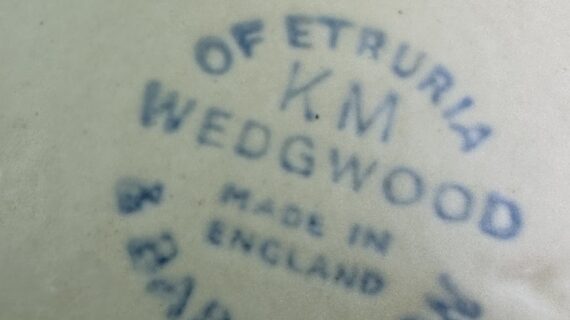 OF ETRURIA
KM
WEDGWOOD
MADE IN
ENGLAND
&